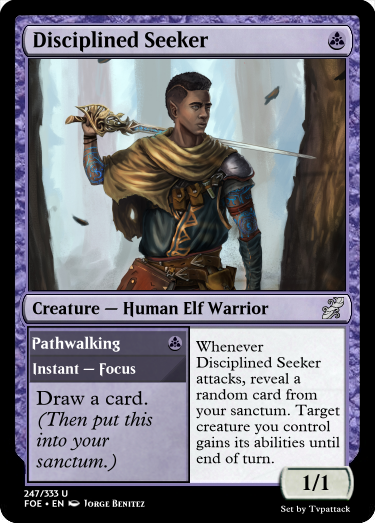 Disciplined Seeker
Creature — Human Elf Warrior
Pathwalking
Instant — Focus
Draw a card.
(Then put this
into your
sanctum.)
Whenever
Disciplined Seeker
attacks, reveal a
random card from
your sanctum. Target
creature you control
gains its abilities until
end of turn.
1/1
247/333 U
FOE • EN Jorge Benitez
Set by Tvpattack